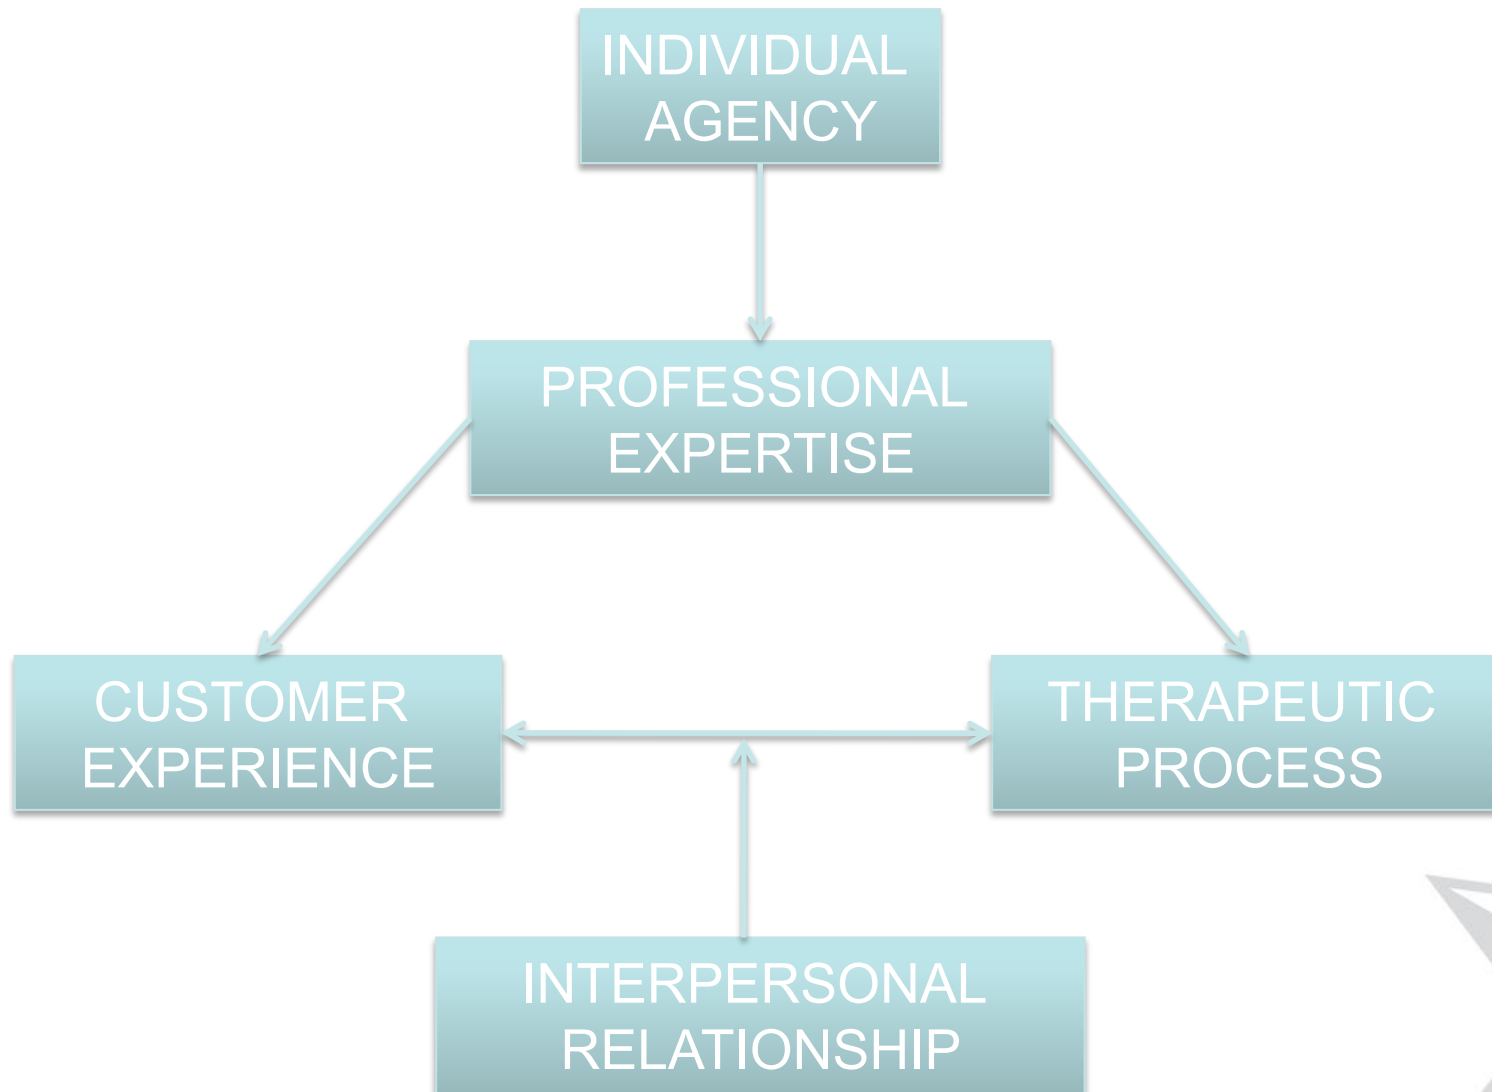 INDIVIDUAL
AGENCY
PROFESSIONAL
EXPERTISE
CUSTOMER
EXPERIENCE
THERAPEUTIC
PROCESS
INTERPERSONAL
RELATIONSHIP